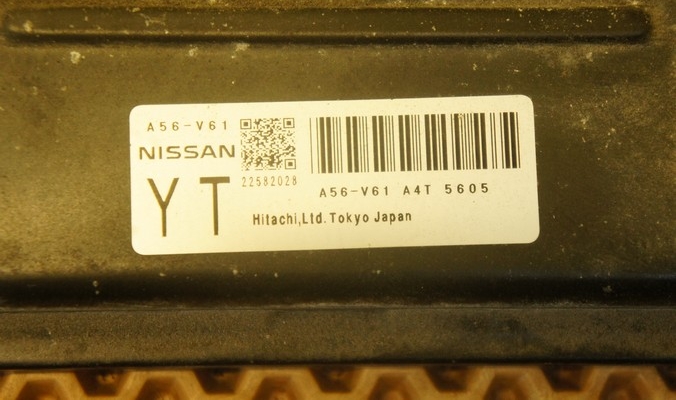 A56-V61
NISSAN
YT
22582028
A56-V61 A4T 5605
Hitachi,Ltd. Tokyo Japan